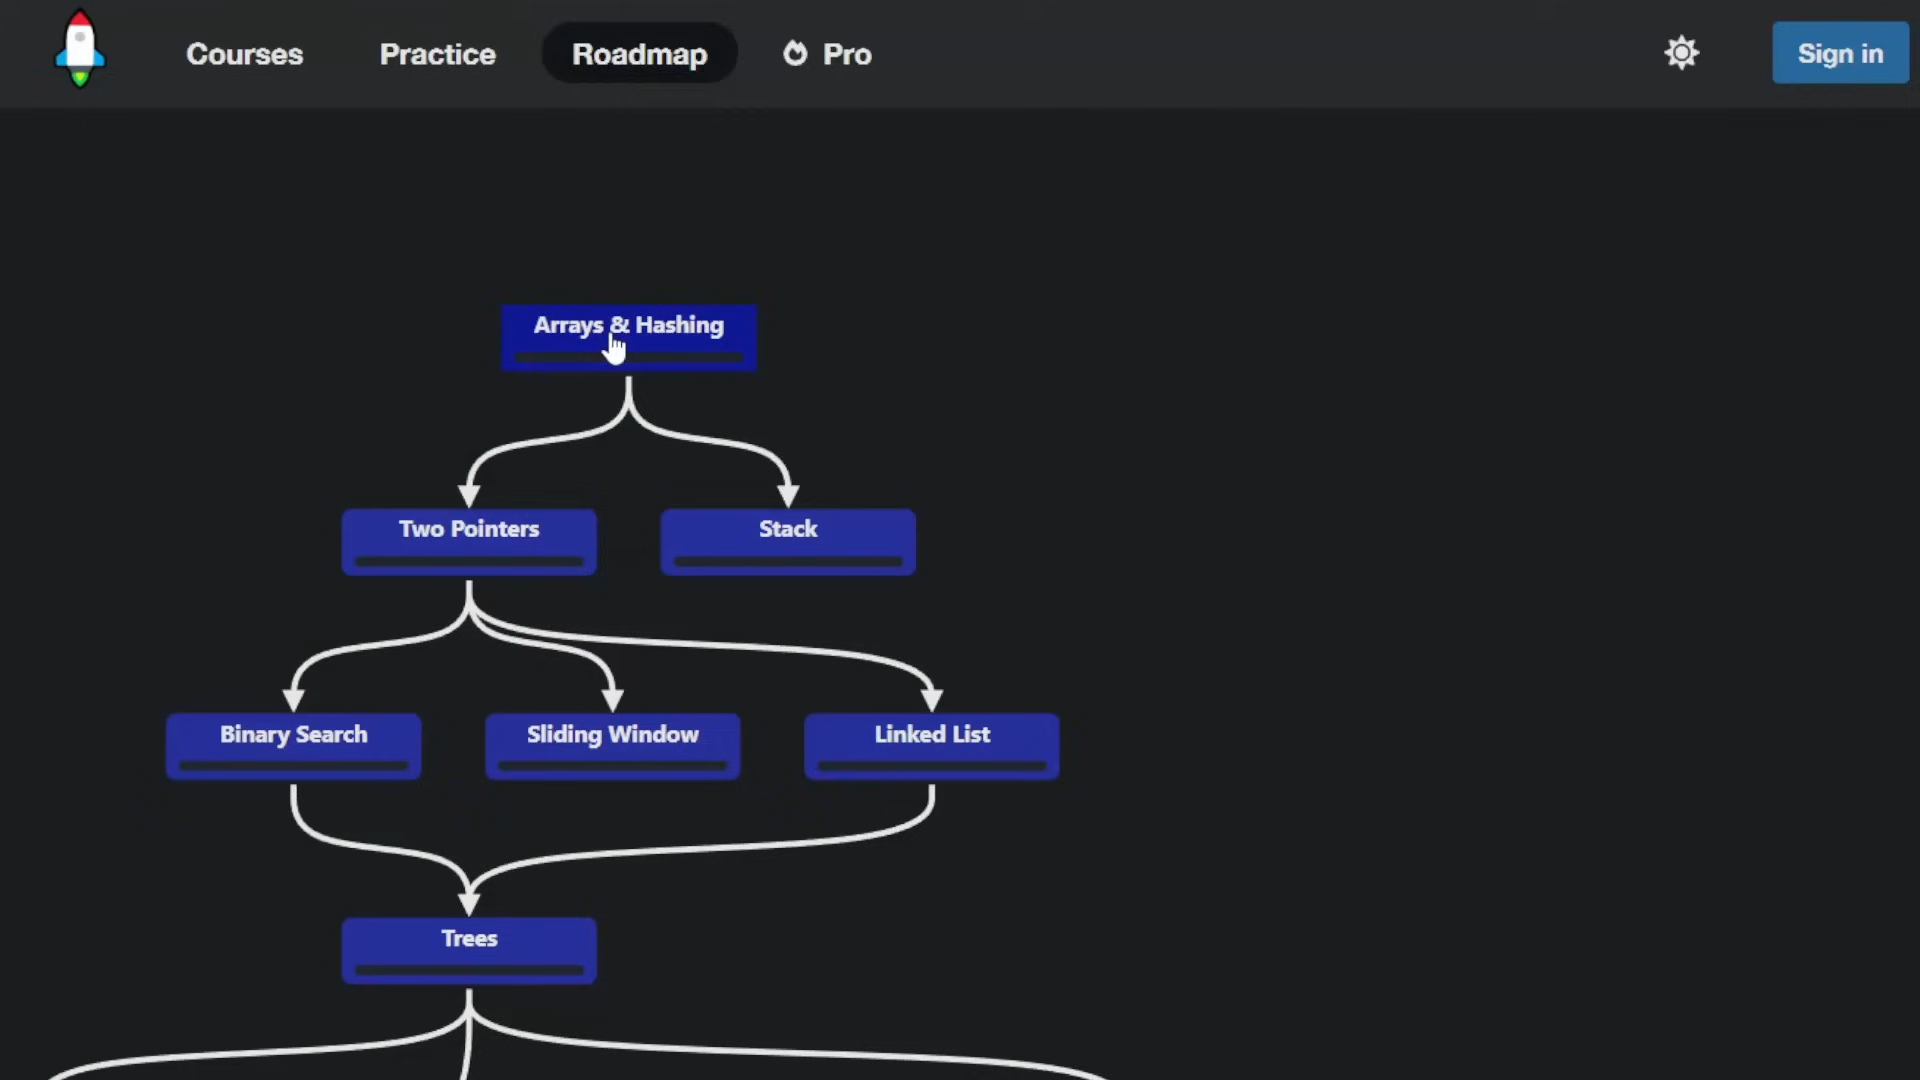 Courses Practice Roadmap Pro Sign in
Arrays & Hashing
Two Pointers Stack
Binary Search Sliding Window Linked List
Trees